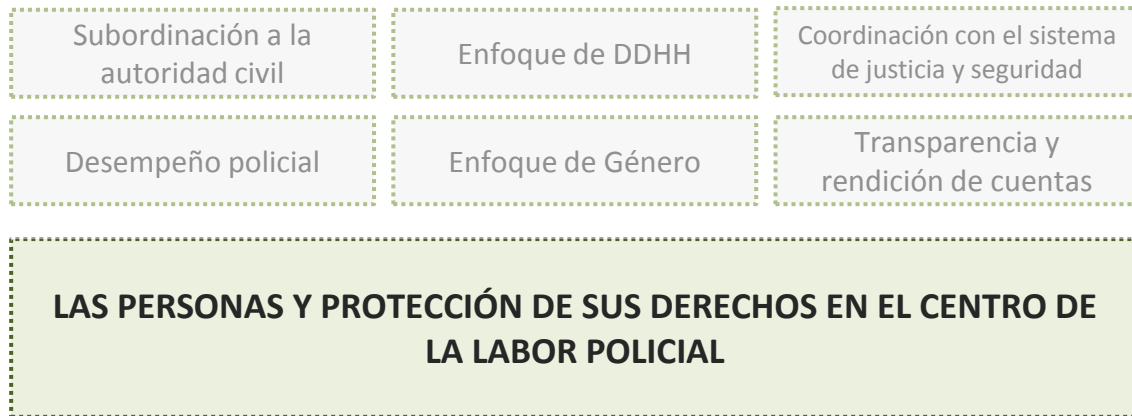 Subordinación a la
autoridad civil
Enfoque de DDHH
Coordinación con el sistema
de justicia y seguridad
Desempeño policial
Enfoque de Género
Transparencia y
rendición de cuentas
LAS PERSONAS Y PROTECCIÓN DE SUS DERECHOS EN EL CENTRO DE
LA LABOR POLICIAL